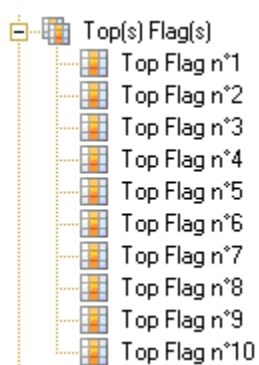 Top(s) Flag(s)
Top Flag n°1
Top Flag n°2
Top Flag n°3
Top Flag n°4
Top Flag n°5
Top Flag n°6
Top Flag n°7
Top Flag n°8
Top Flag n°9
Top Flag n°10